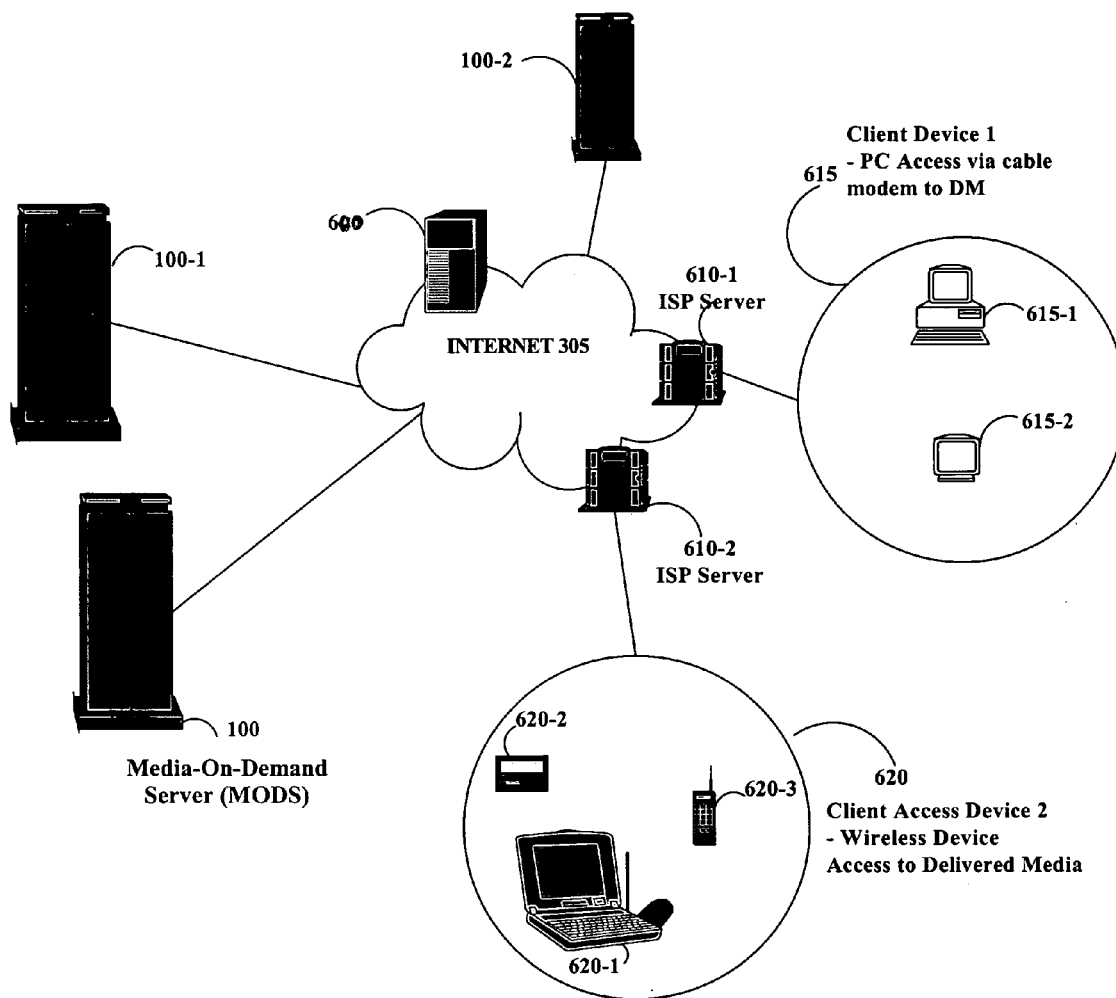 100-2
Client Device 1
- PC Access via cable
modem to DM
615
600
100-1
610-1
ISP Server
615-1
INTERNET 305
615-2
610-2
ISP Server
100
Media-On-Demand
Server (MODS)
620-2
620-3
620
Client Access Device 2
- Wireless Device
Access to Delivered Media
620-1